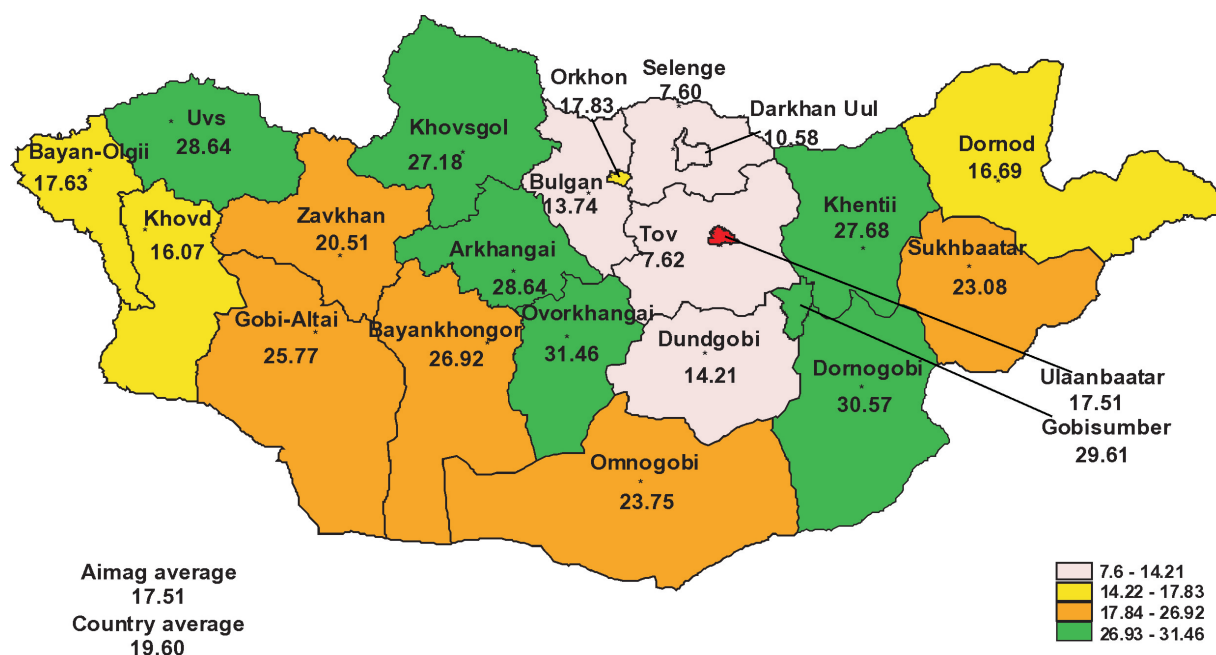 Orkhon
17.83
Selenge
7.60
Darkhan Uul
10.58
Uvs
28.64
Khovsgol
27.18
Bayan-Olgii
17.63
Dornod
16.69
Bulgan
13.74
Khovd
16.07
Zavkhan
20.51
Khentii
27.68
Tov
7.62
Arkhangai
28.64
Sukhbaatar
23.08
Gobi-Altai
25.77
Bayankhongor
26.92
Ovorkhangai
31.46
Dundgobi
14.21
Dornogobi
30.57
Ulaanbaatar
17.51
Gobisumber
29.61
Omnogobi
23.75
Aimag average
17.51
Country average
19.60
7.6 - 14.21
14.22 - 17.83
17.84 - 26.92
26.93 - 31.46